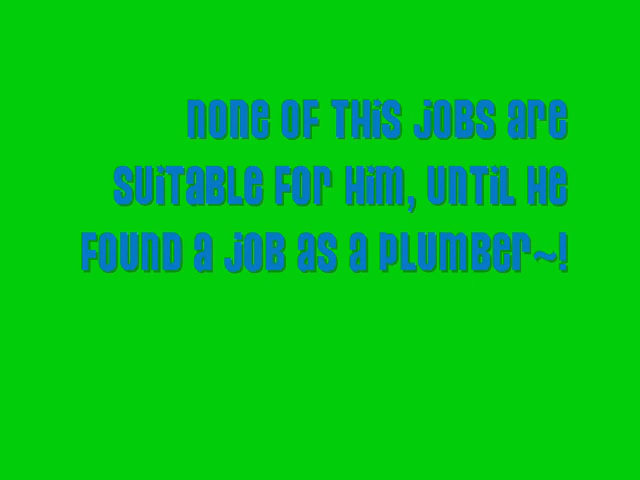 None of this jobs are
suitable for him, until he
found a job as a plumber~!